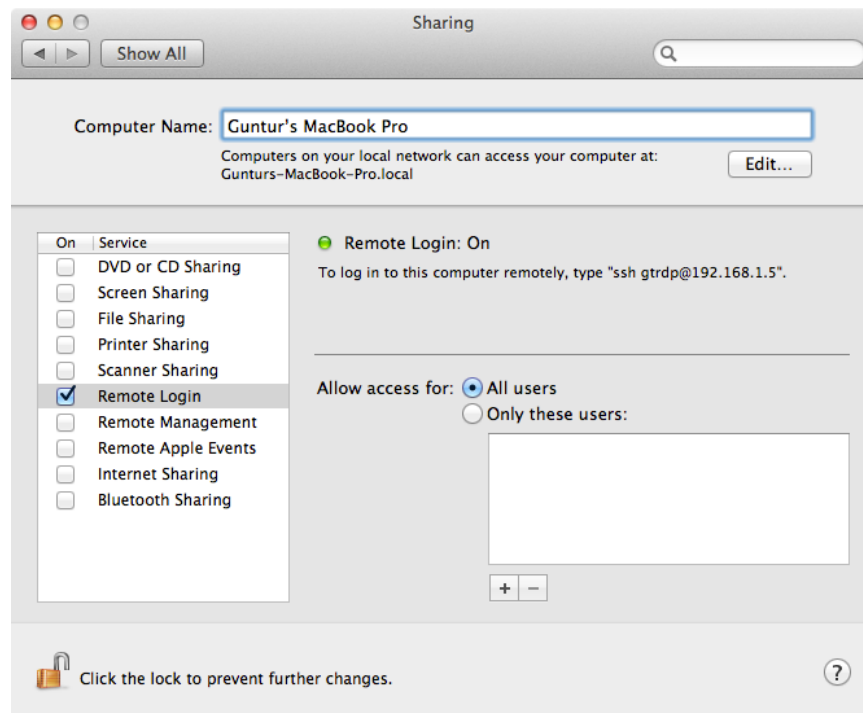 Sharing
Show All
Computer Name: Guntur's MacBook Pro
Computers on your local network can access your computer at:
Gunturs-MacBook-Pro.local
Edit...
On Service
DVD or CD Sharing
Screen Sharing
File Sharing
Printer Sharing
Scanner Sharing
Remote Login
Remote Management
Remote Apple Events
Internet Sharing
Bluetooth Sharing
Remote Login: On
To log in to this computer remotely, type "ssh gtrdp@192.168.1.5".
Allow access for: All users
Only these users:
+ −
Click the lock to prevent further changes.
?